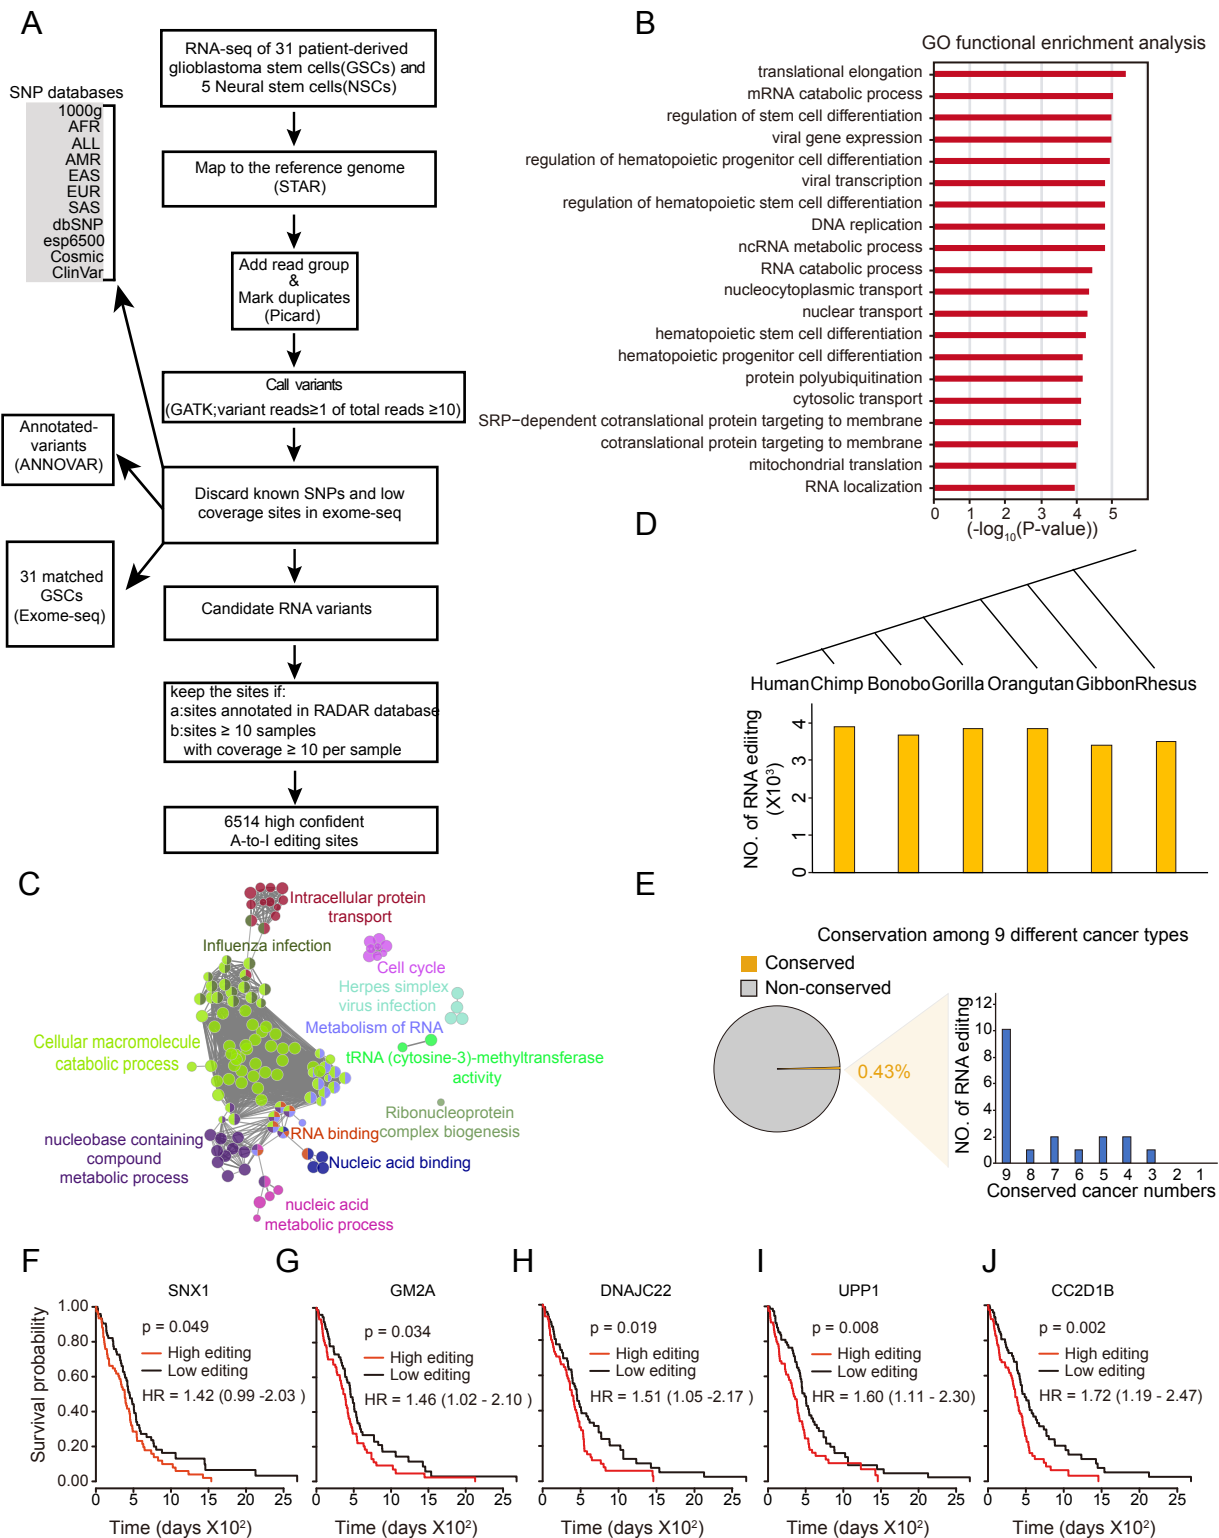 A
RNA-seq of 31 patient-derived
glioblastoma stem cells(GSCs) and
5 Neural stem cells(NSCs)
SNP databases
1000g
AFR
ALL
AMR
EAS
EUR
SAS
dbSNP
esp6500
Cosmic
ClinVar
Map to the reference genome
(STAR)
Add read group
&
Mark duplicates
(Picard)
Call variants
(GATK;variant reads≥1 of total reads ≥10)
Annotated-
variants
(ANNOVAR)
Discard known SNPs and low
coverage sites in exome-seq
31 matched
GSCs
(Exome-seq)
Candidate RNA variants
keep the sites if:
a:sites annotated in RADAR database
b:sites ≥ 10 samples
with coverage ≥ 10 per sample
6514 high confident
A-to-I editing sites
B
GO functional enrichment analysis
translational elongation
mRNA catabolic process
regulation of stem cell differentiation
viral gene expression
regulation of hematopoietic progenitor cell differentiation
viral transcription
regulation of hematopoietic stem cell differentiation
DNA replication
ncRNA metabolic process
RNA catabolic process
nucleocytoplasmic transport
nuclear transport
hematopoietic stem cell differentiation
hematopoietic progenitor cell differentiation
protein polyubiquitination
cytosolic transport
SRP−dependent cotranslational protein targeting to membrane
cotranslational protein targeting to membrane
mitochondrial translation
RNA localization
0 1 2 3 4 5
(-log10(P-value))
C
Intracellular protein
transport
Influenza infection
Cell cycle
Herpes simplex
virus infection
Metabolism of RNA
Cellular macromolecule
catabolic process
tRNA (cytosine-3)-methyltransferase
activity
Ribonucleoprotein
complex biogenesis
RNA binding
nucleobase containing
compound
metabolic process
Nucleic acid binding
nucleic acid
metabolic process
D
Human Chimp Bonobo Gorilla Orangutan Gibbon Rhesus
NO. of RNA ediitng
(X10³)
4
3
2
1
0
E
Conservation among 9 different cancer types
Conserved
Non-conserved
0.43%
NO. of RNA ediitng
12
10
8
6
4
2
0
9 8 7 6 5 4 3 2 1
Conserved cancer numbers
F
SNX1
Survival probability
1.00
0.80
0.60
0.40
0.20
0.00
p = 0.049
High editing
Low editing
HR = 1.42 (0.99 -2.03 )
0 5 10 15 20 25
Time (days X10²)
G
GM2A
p = 0.034
High editing
Low editing
HR = 1.46 (1.02 - 2.10 )
0 5 10 15 20 25
Time (days X10²)
H
DNAJC22
p = 0.019
High editing
Low editing
HR = 1.51 (1.05 -2.17 )
0 5 10 15 20 25
Time (days X10²)
I
UPP1
p = 0.008
High editing
Low editing
HR = 1.60 (1.11 - 2.30)
0 5 10 15 20 25
Time (days X10²)
J
CC2D1B
p = 0.002
High editing
Low editing
HR = 1.72 (1.19 - 2.47)
0 5 10 15 20 25
Time (days X10²)